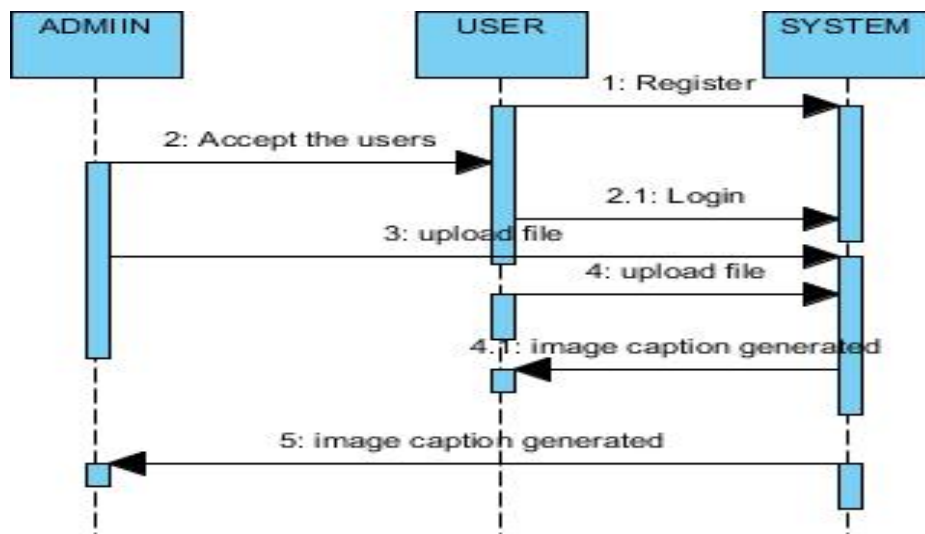 ADMIIN
USER
SYSTEM
1: Register
2: Accept the users
2.1: Login
3: upload file
4: upload file
4.1: image caption generated
5: image caption generated